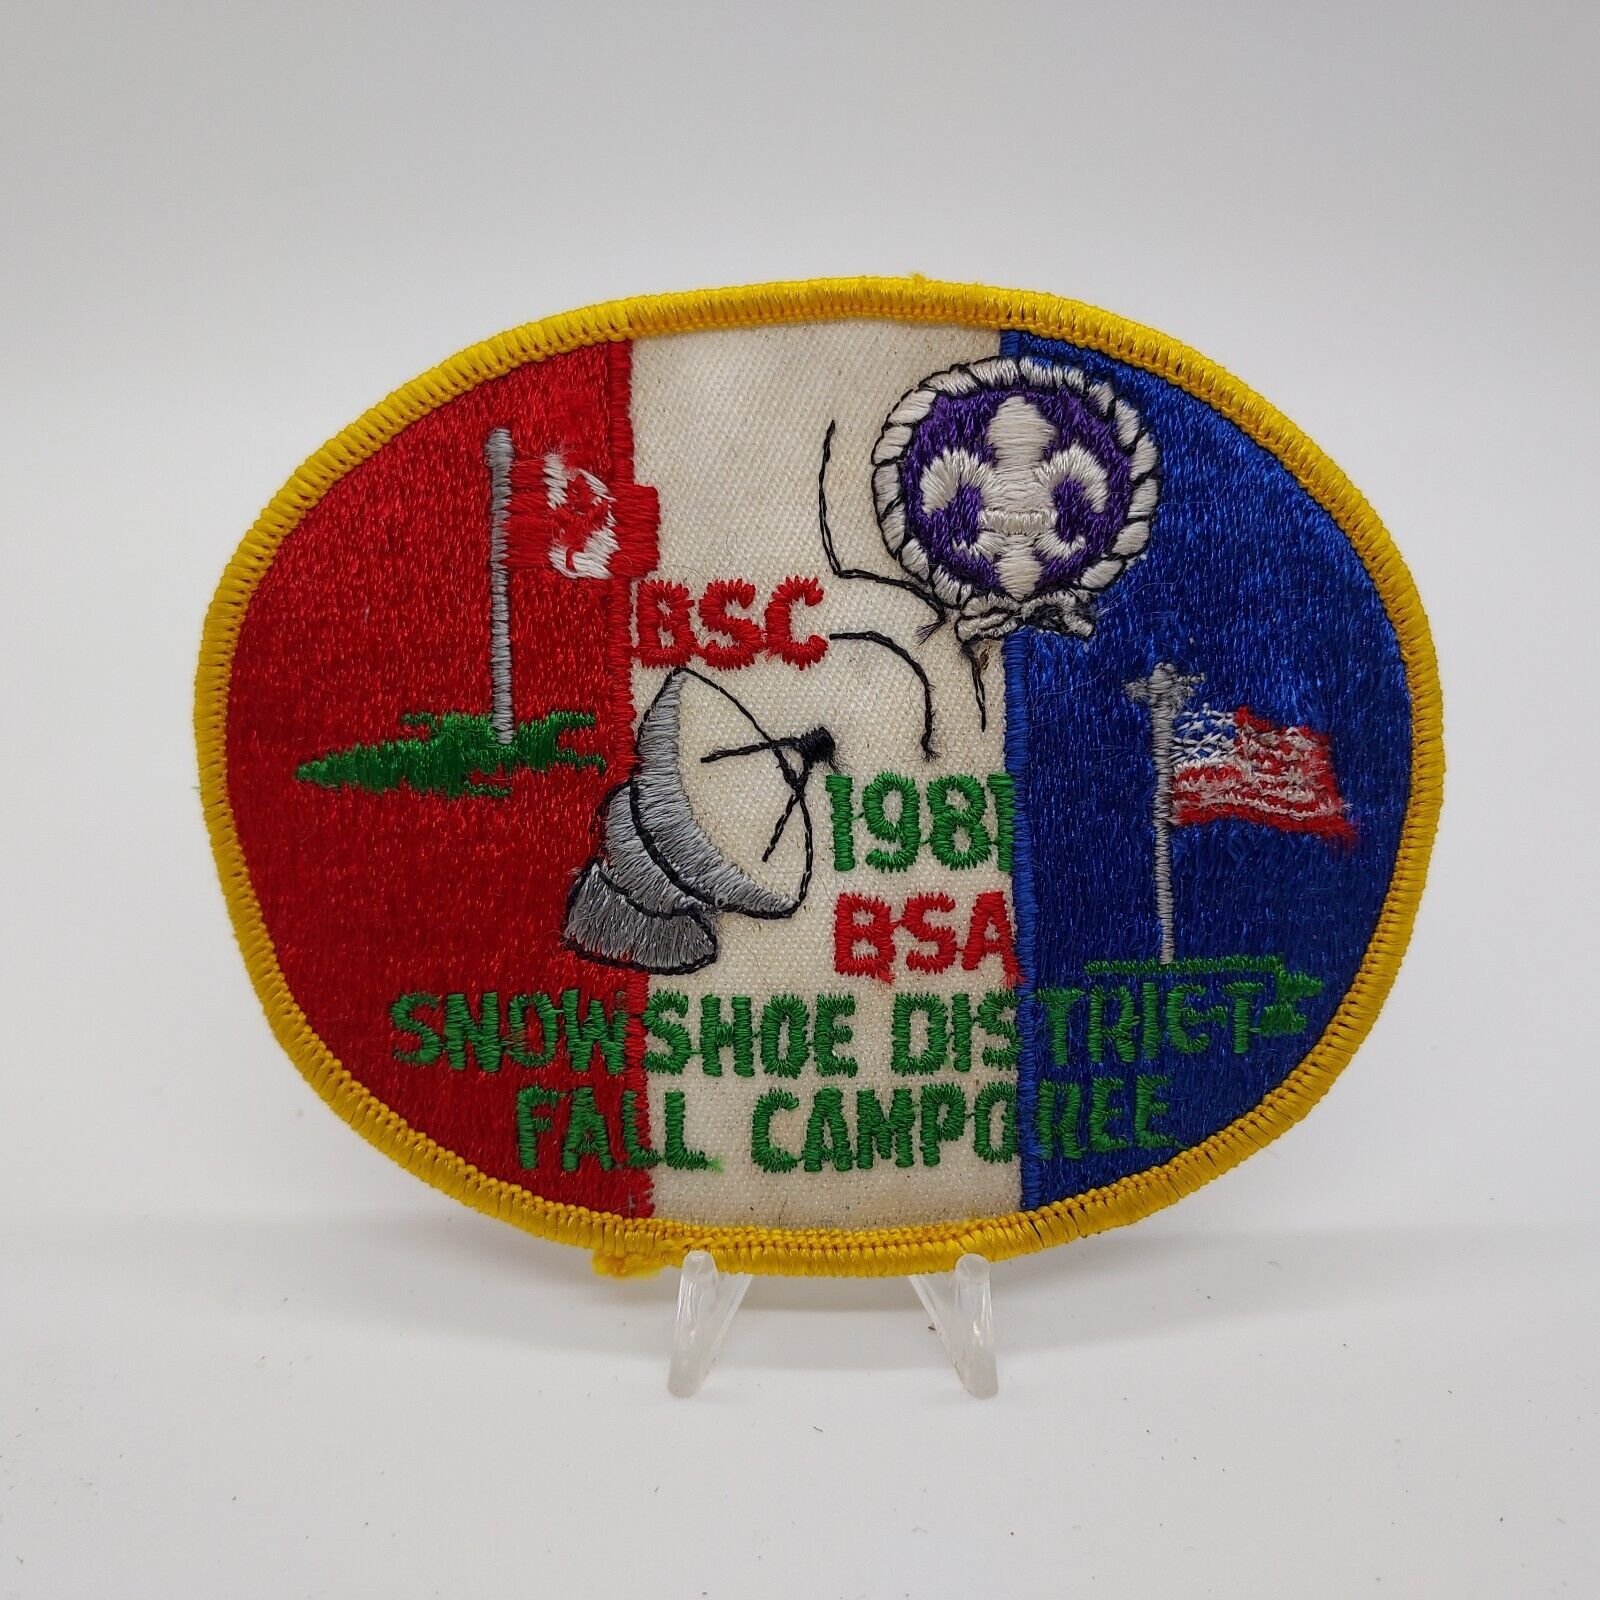 BSC
1981
BSA
SNOWSHOE DISTRICT
FALL CAMPOREE